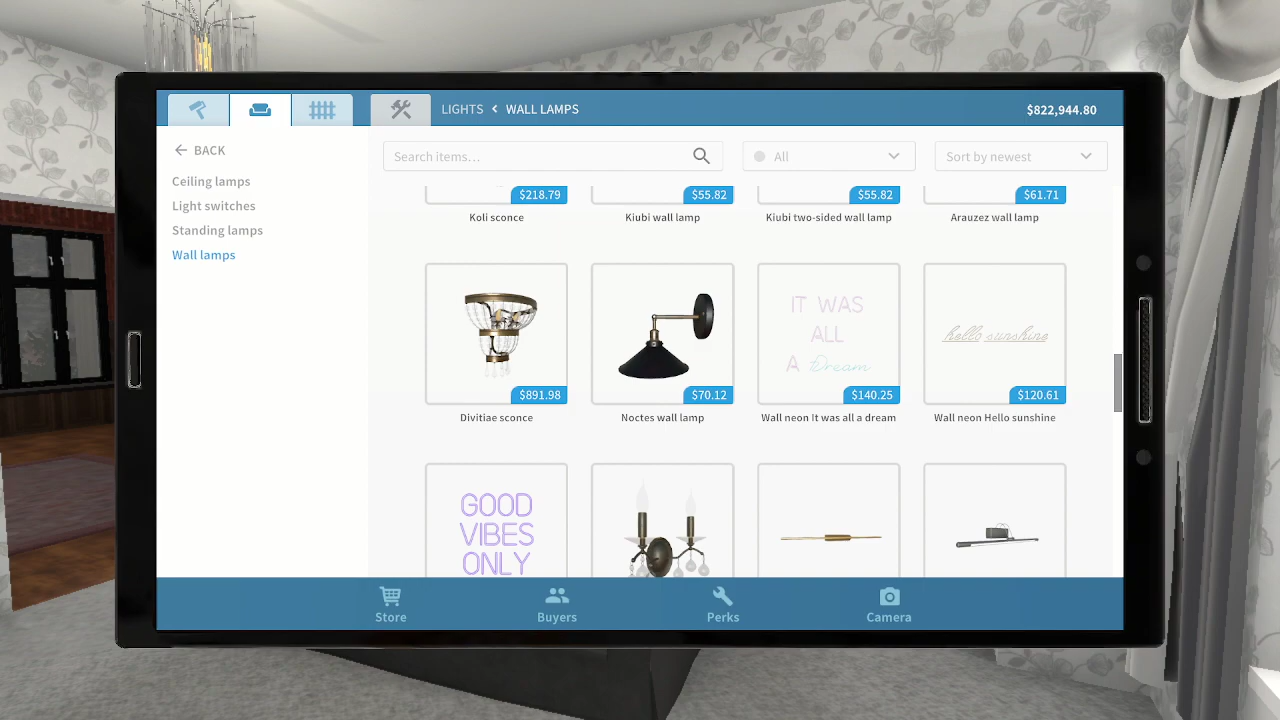 LIGHTS < WALL LAMPS
$822,944.80
BACK
Ceiling lamps
Light switches
Standing lamps
Wall lamps
Search items...
All
Sort by newest
$218.79
$55.82
$55.82
$61.71
Koli sconce
Kiubi wall lamp
Kiubi two-sided wall lamp
Arauzez wall lamp
IT WAS
ALL
A Dream
hello sunshine
$891.98
$70.12
$140.25
$120.61
Divitiae sconce
Noctes wall lamp
Wall neon It was all a dream
Wall neon Hello sunshine
GOOD
VIBES
ONLY
Store
Buyers
Perks
Camera